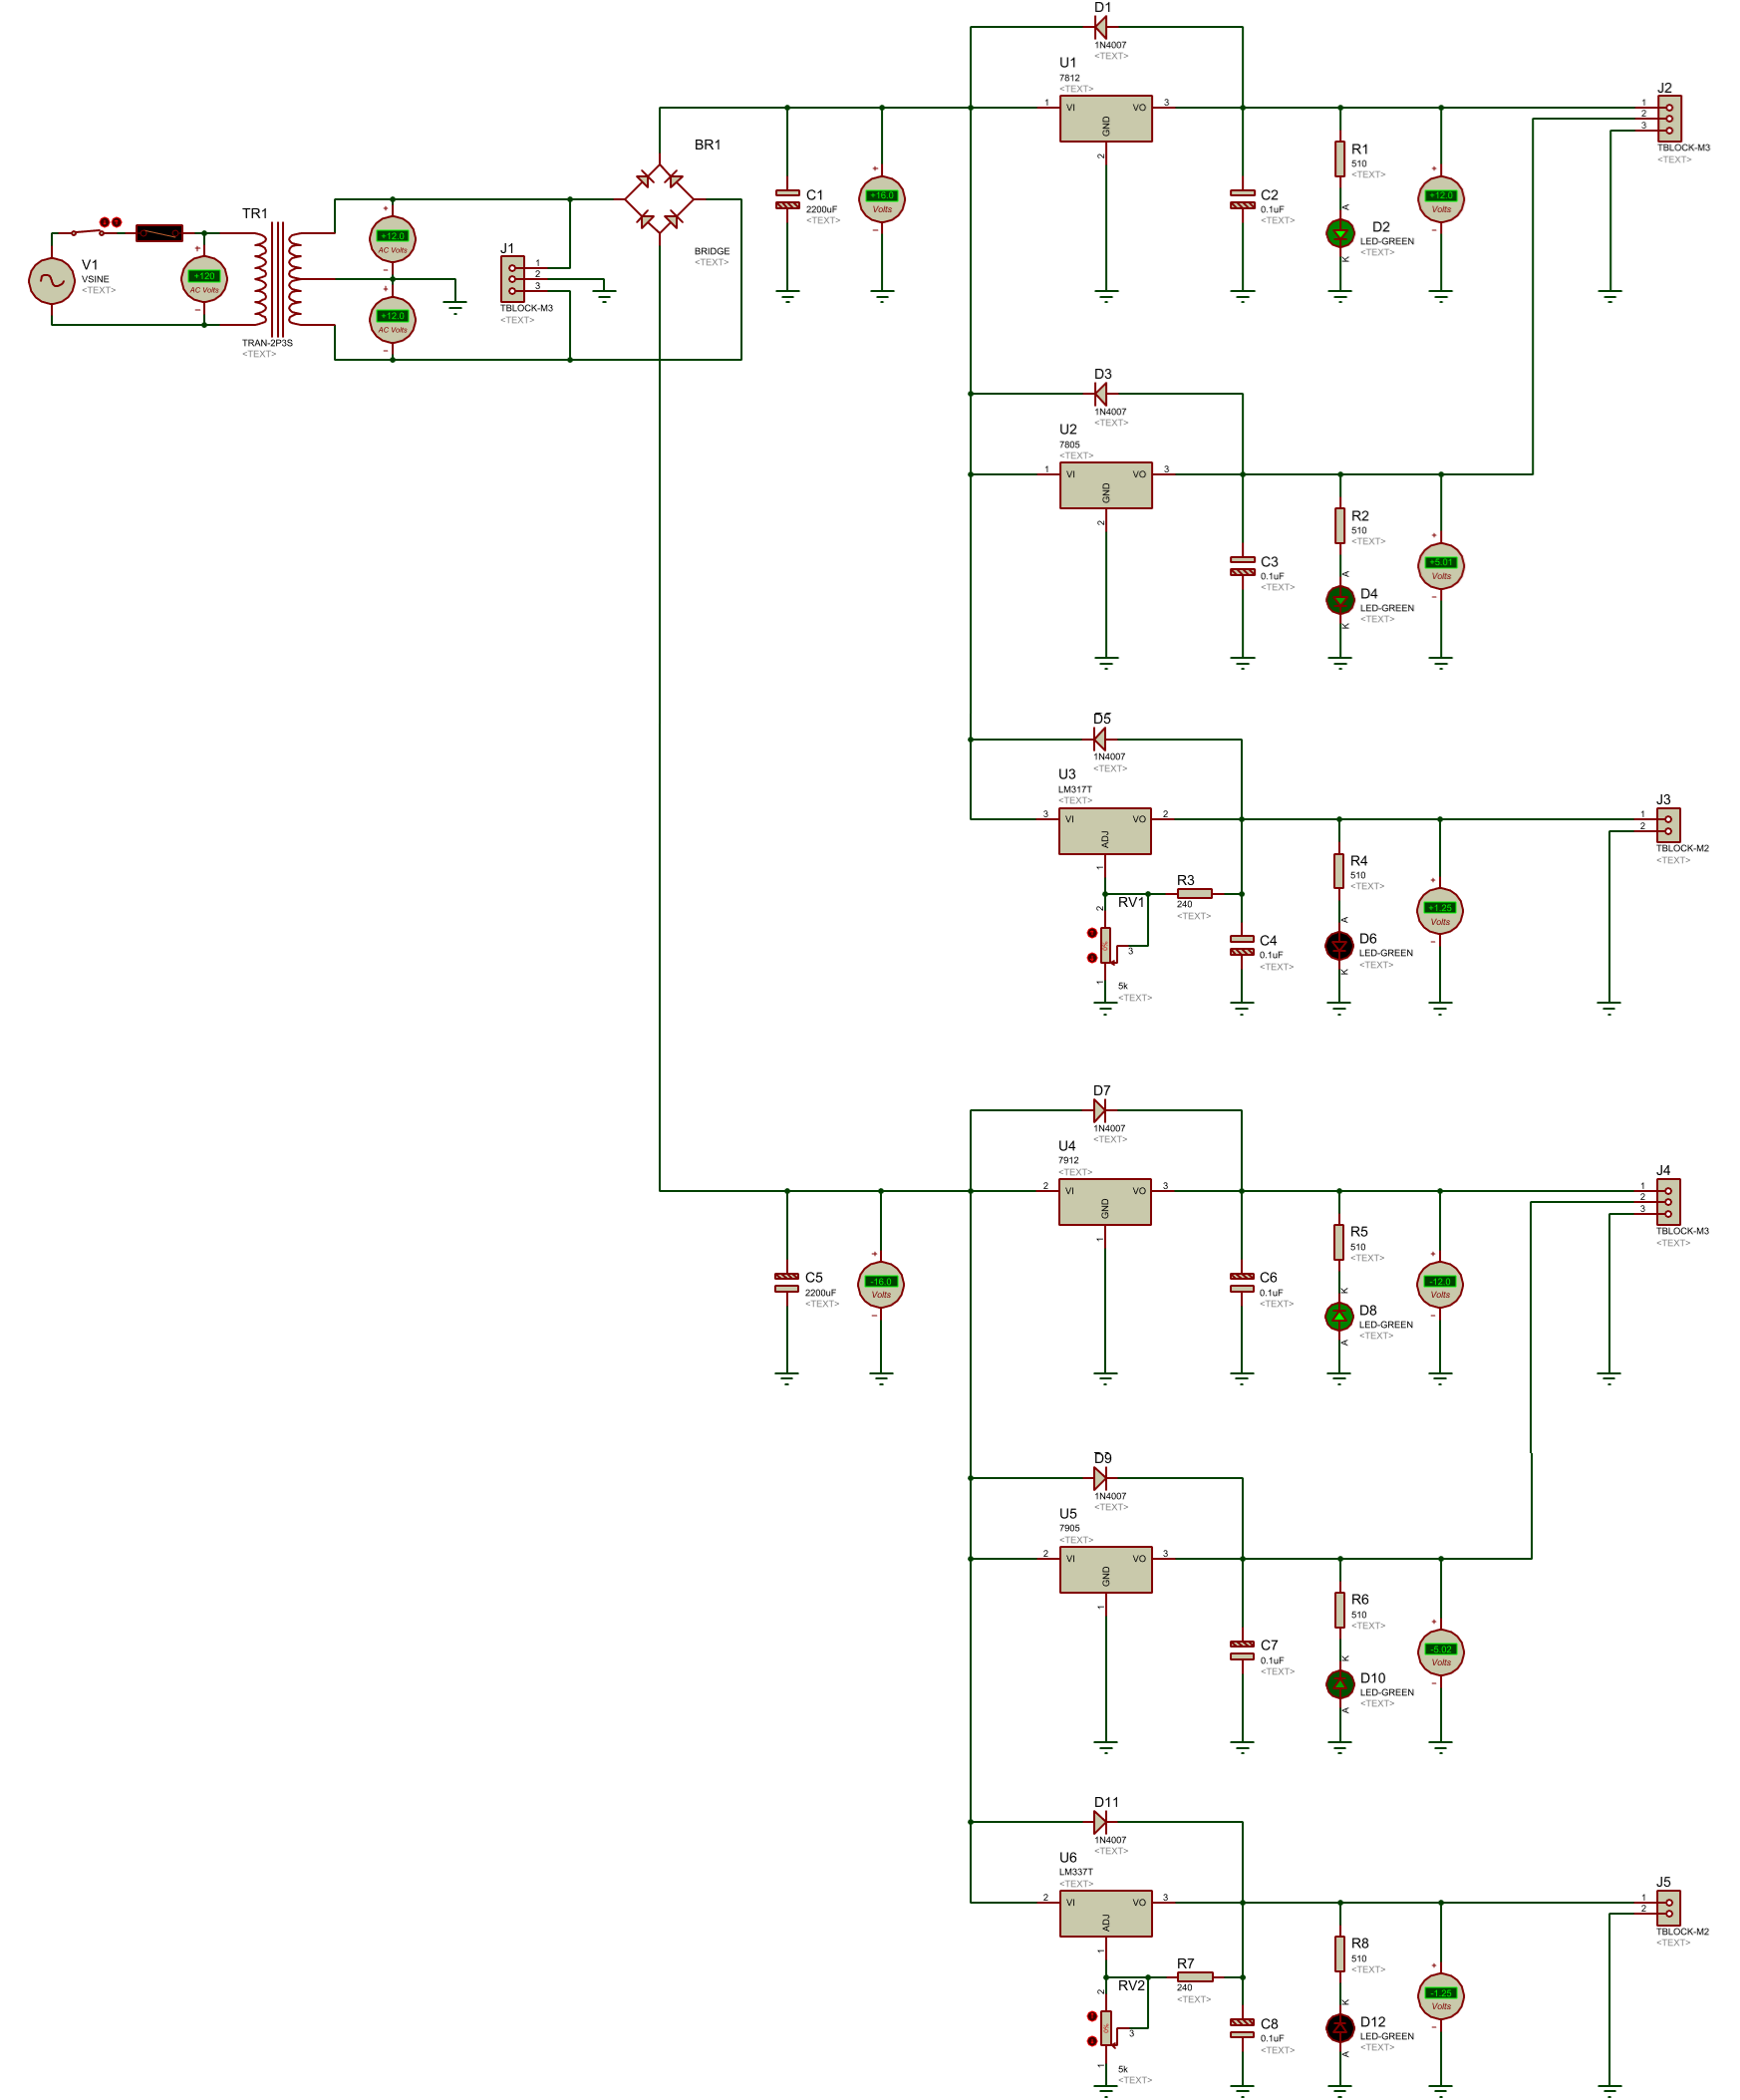 D1
1N4007
<TEXT>
U1
7812
<TEXT>
1
VI
VO
3
GND
2
J2
1
2
3
TBLOCK-M3
<TEXT>
BR1
BRIDGE
<TEXT>
C1
2200uF
<TEXT>
+
+16.0
Volts
−
C2
0.1uF
<TEXT>
R1
510
<TEXT>
A
D2
LED-GREEN
<TEXT>
K
+
+12.0
Volts
−
V1
VSINE
<TEXT>
+
+120
AC Volts
−
TR1
TRAN-2P3S
<TEXT>
+
+12.0
AC Volts
−
+
+12.0
AC Volts
−
J1
1
2
3
TBLOCK-M3
<TEXT>
D3
1N4007
<TEXT>
U2
7805
<TEXT>
1
VI
VO
3
GND
2
C3
0.1uF
<TEXT>
R2
510
<TEXT>
A
D4
LED-GREEN
<TEXT>
K
+
+5.01
Volts
−
D5
1N4007
<TEXT>
U3
LM317T
<TEXT>
3
VI
VO
2
ADJ
1
R3
240
<TEXT>
RV1
2
0%
3
1
5k
<TEXT>
C4
0.1uF
<TEXT>
R4
510
<TEXT>
A
D6
LED-GREEN
<TEXT>
K
+
+1.25
Volts
−
J3
1
2
TBLOCK-M2
<TEXT>
D7
1N4007
<TEXT>
U4
7912
<TEXT>
2
VI
VO
3
GND
1
C5
2200uF
<TEXT>
+
-16.0
Volts
−
C6
0.1uF
<TEXT>
R5
510
<TEXT>
K
D8
LED-GREEN
<TEXT>
A
+
-12.0
Volts
−
J4
1
2
3
TBLOCK-M3
<TEXT>
D9
1N4007
<TEXT>
U5
7905
<TEXT>
2
VI
VO
3
GND
1
C7
0.1uF
<TEXT>
R6
510
<TEXT>
K
D10
LED-GREEN
<TEXT>
A
+
-5.02
Volts
−
D11
1N4007
<TEXT>
U6
LM337T
<TEXT>
2
VI
VO
3
ADJ
1
R7
240
<TEXT>
RV2
2
0%
3
1
5k
<TEXT>
C8
0.1uF
<TEXT>
R8
510
<TEXT>
K
D12
LED-GREEN
<TEXT>
A
+
-1.25
Volts
−
J5
1
2
TBLOCK-M2
<TEXT>